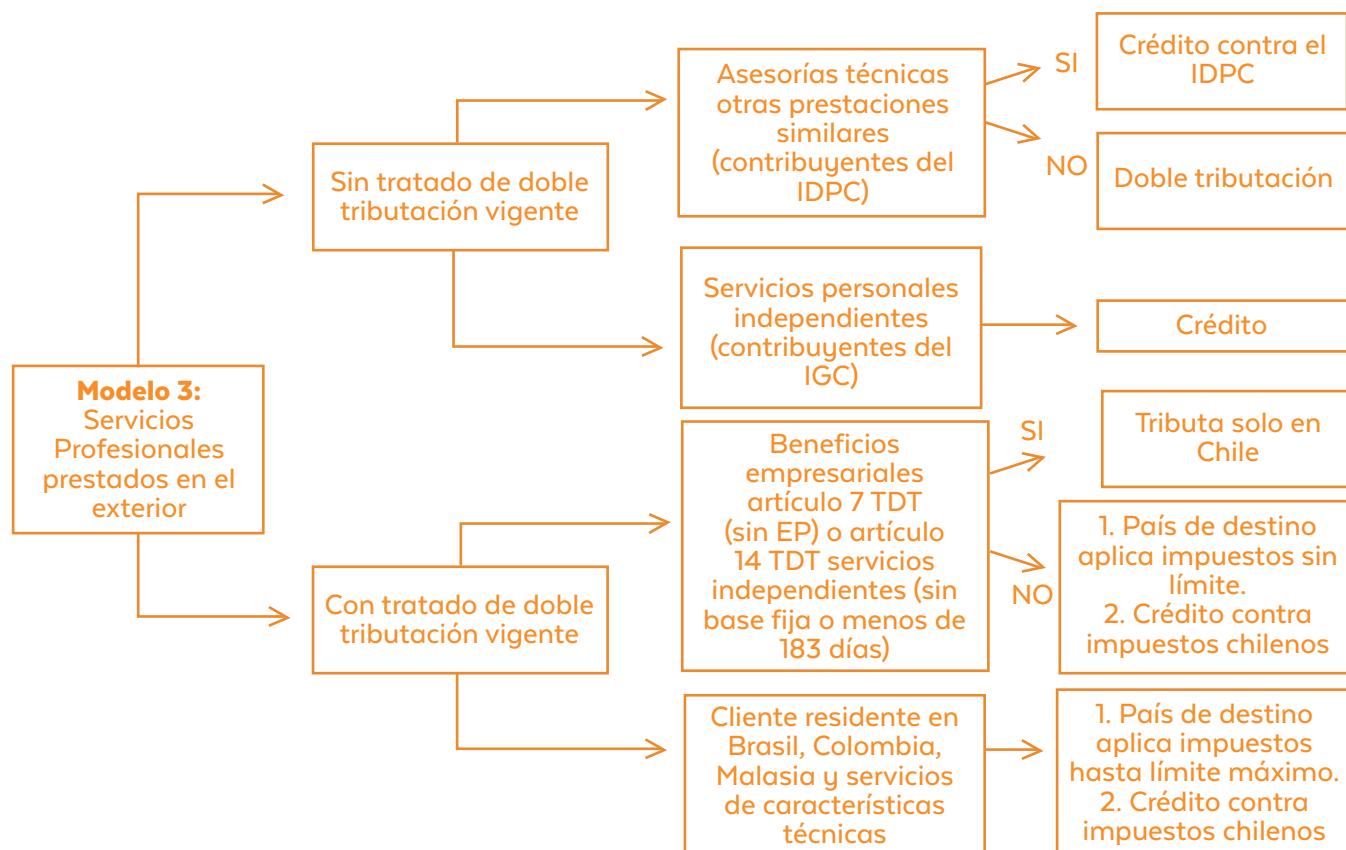 Modelo 3:
Servicios
Profesionales
prestados en el
exterior
Sin tratado de doble
tributación vigente
Asesorías técnicas
otras prestaciones
similares
(contribuyentes del
IDPC)
SI
Crédito contra el
IDPC
NO
Doble tributación
Servicios personales
independientes
(contribuyentes del
IGC)
Crédito
Con tratado de doble
tributación vigente
Beneficios
empresariales
artículo 7 TDT
(sin EP) o artículo
14 TDT servicios
independientes (sin
base fija o menos de
183 días)
SI
Tributa solo en
Chile
NO
1. País de destino
aplica impuestos sin
límite.
2. Crédito contra
impuestos chilenos
Cliente residente en
Brasil, Colombia,
Malasia y servicios
de característícas
técnicas
1. País de destino
aplica impuestos
hasta límite máximo.
2. Crédito contra
impuestos chilenos